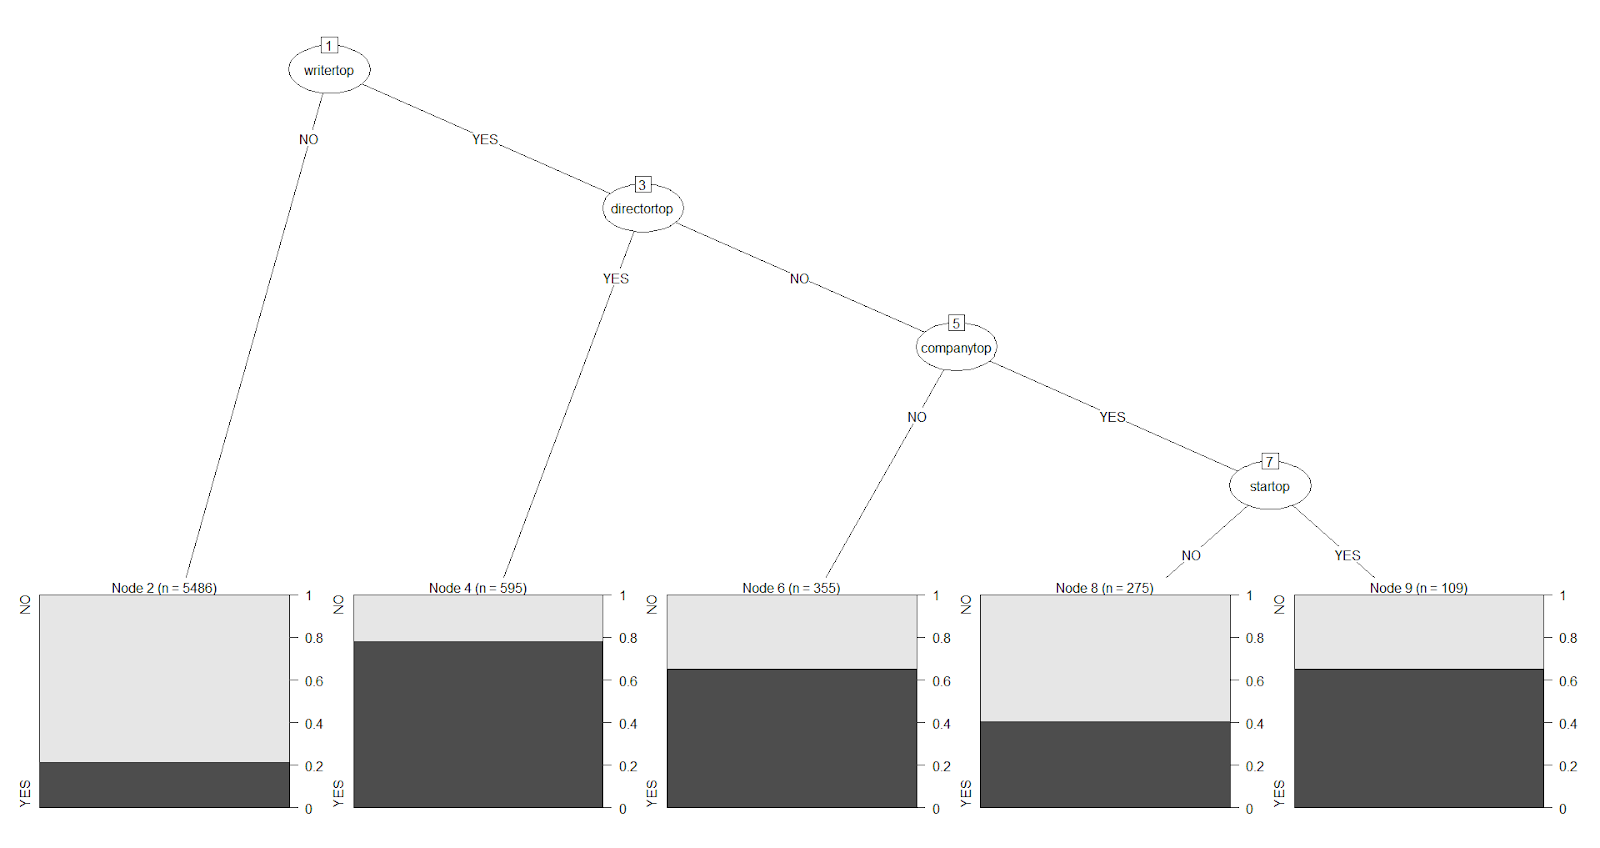 1
writertop
NO
YES
3
directortop
YES
NO
5
companytop
NO
YES
7
startop
NO
YES
Node 2 (n = 5486)
NO
YES
1
0.8
0.6
0.4
0.2
0
Node 4 (n = 595)
NO
YES
1
0.8
0.6
0.4
0.2
0
Node 6 (n = 355)
NO
YES
1
0.8
0.6
0.4
0.2
0
Node 8 (n = 275)
NO
YES
1
0.8
0.6
0.4
0.2
0
Node 9 (n = 109)
NO
YES
1
0.8
0.6
0.4
0.2
0